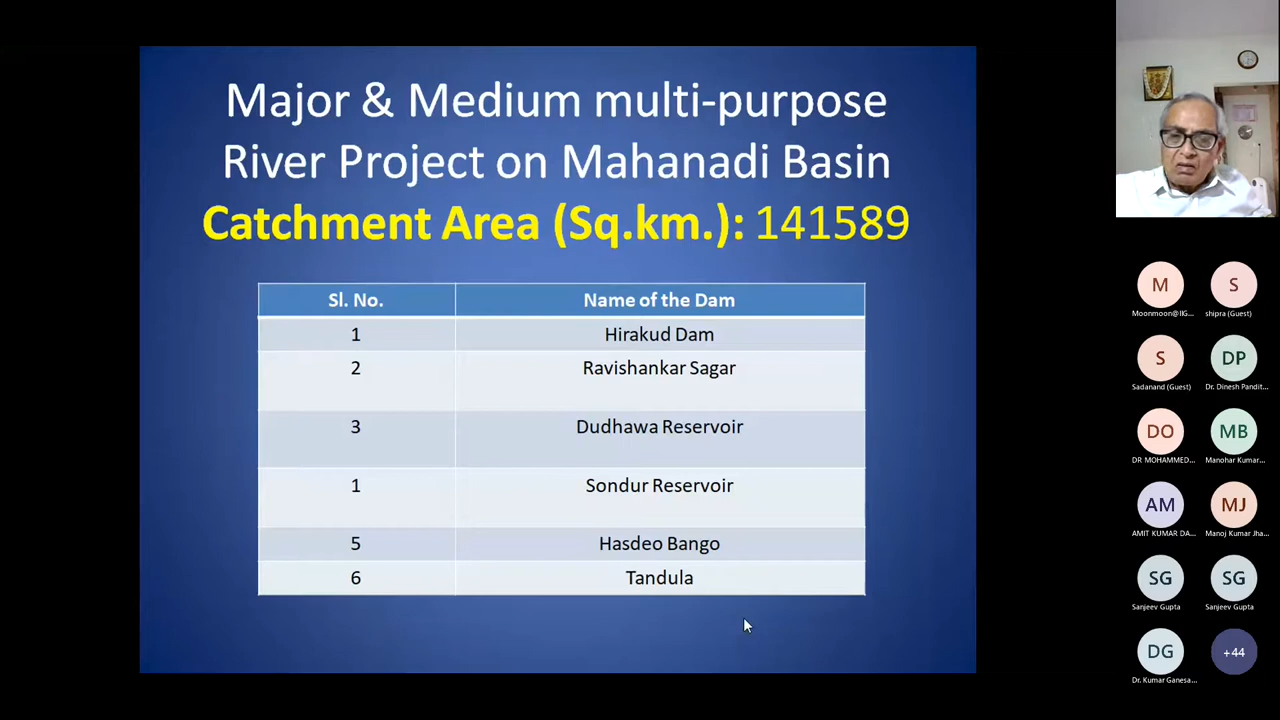 Major & Medium multi-purpose
River Project on Mahanadi Basin
Catchment Area (Sq.km.): 141589
Sl. No. Name of the Dam
1 Hirakud Dam
2 Ravishankar Sagar
3 Dudhawa Reservoir
1 Sondur Reservoir
5 Hasdeo Bango
6 Tandula
M S
Moonmoon@IIG... shipra (Guest)
S DP
Sadanand (Guest) Dr. Dinesh Pandit...
DO MB
DR MOHAMMED... Manohar Kumar...
AM MJ
AMIT KUMAR DA... Manoj Kumar Jha...
SG SG
Sanjeev Gupta Sanjeev Gupta
DG +44
Dr. Kumar Ganesa...